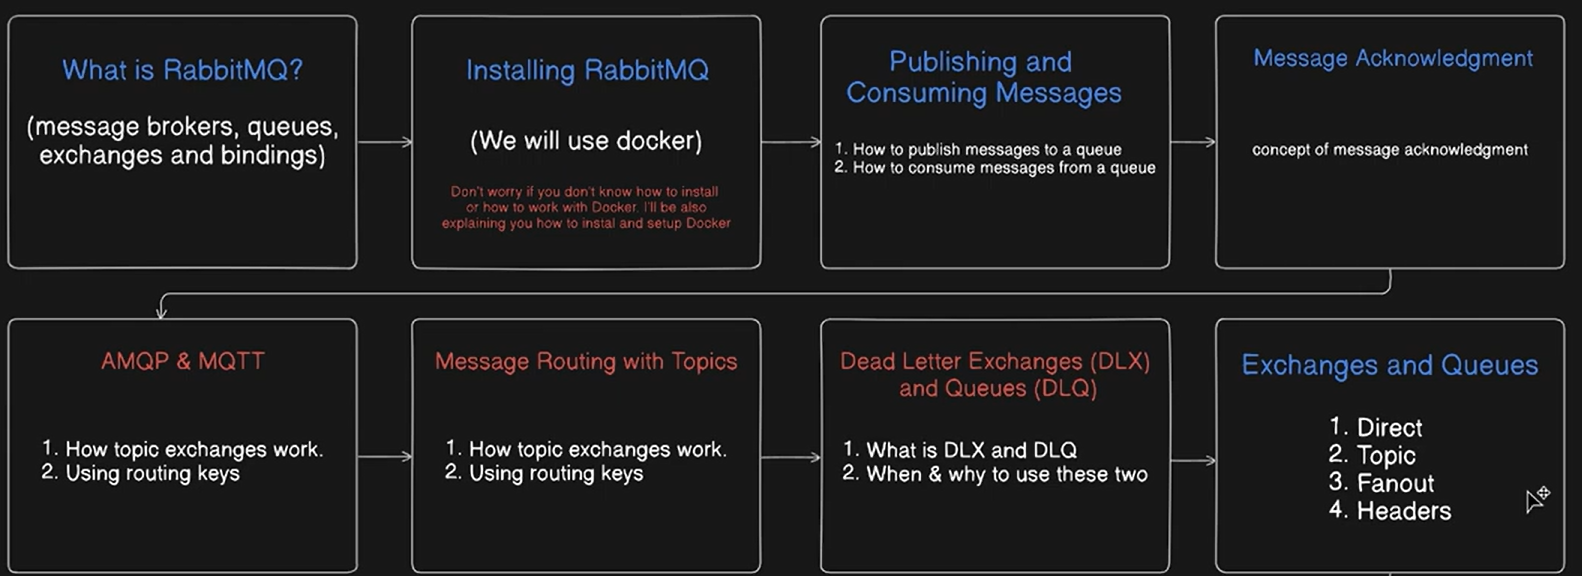 What is RabbitMQ?
(message brokers, queues,
exchanges and bindings)
Installing RabbitMQ
(We will use docker)
Don't worry if you don't know how to install
or how to work with Docker. I'll be also
explaining you how to instal and setup Docker
Publishing and
Consuming Messages
1. How to publish messages to a queue
2. How to consume messages from a queue
Message Acknowledgment
concept of message acknowledgment
AMQP & MQTT
1. How topic exchanges work.
2. Using routing keys
Message Routing with Topics
1. How topic exchanges work.
2. Using routing keys
Dead Letter Exchanges (DLX)
and Queues (DLQ)
1. What is DLX and DLQ
2. When & why to use these two
Exchanges and Queues
1. Direct
2. Topic
3. Fanout
4. Headers